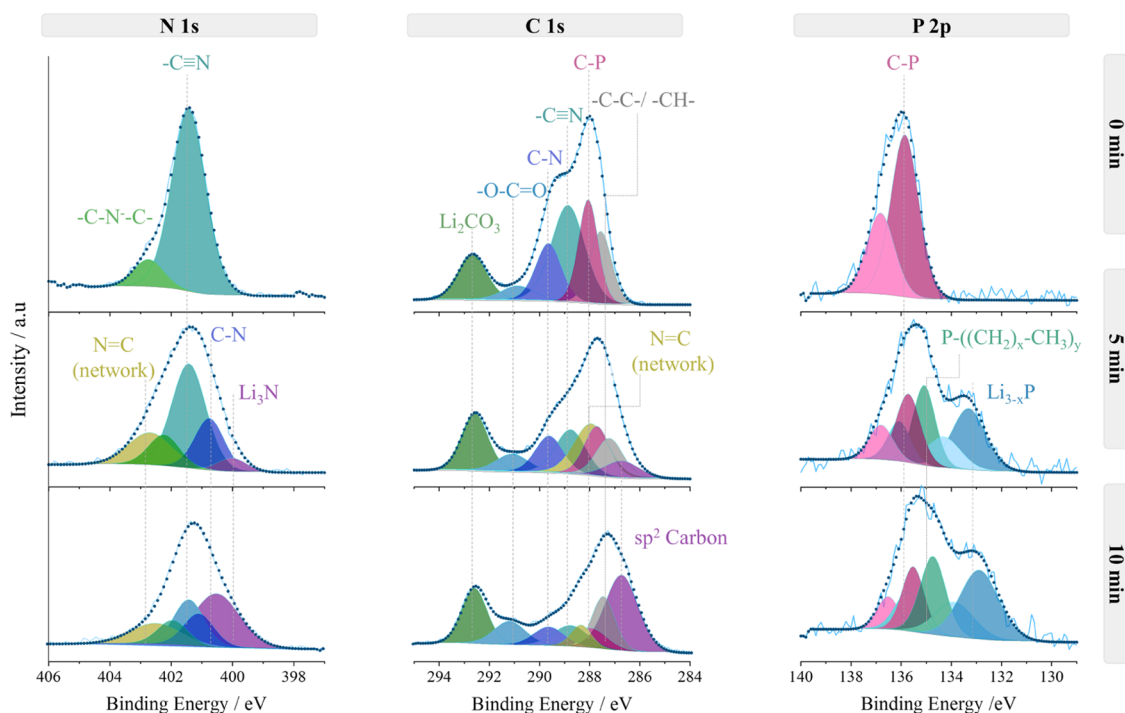 N 1s
C 1s
P 2p
-C≡N
-C-N⁻-C-
C-P
-C-C-/ -CH-
-C≡N
C-N
-O-C=O
Li₂CO₃
C-P
0 min
Intensity / a.u
N=C
(network)
C-N
Li₃N
N=C
(network)
P-((CH₂)ₓ-CH₃)ᵧ
Li₃₋ₓP
5 min
sp² Carbon
10 min
406 404 402 400 398
294 292 290 288 286 284
140 138 136 134 132 130
Binding Energy / eV
Binding Energy / eV
Binding Energy /eV